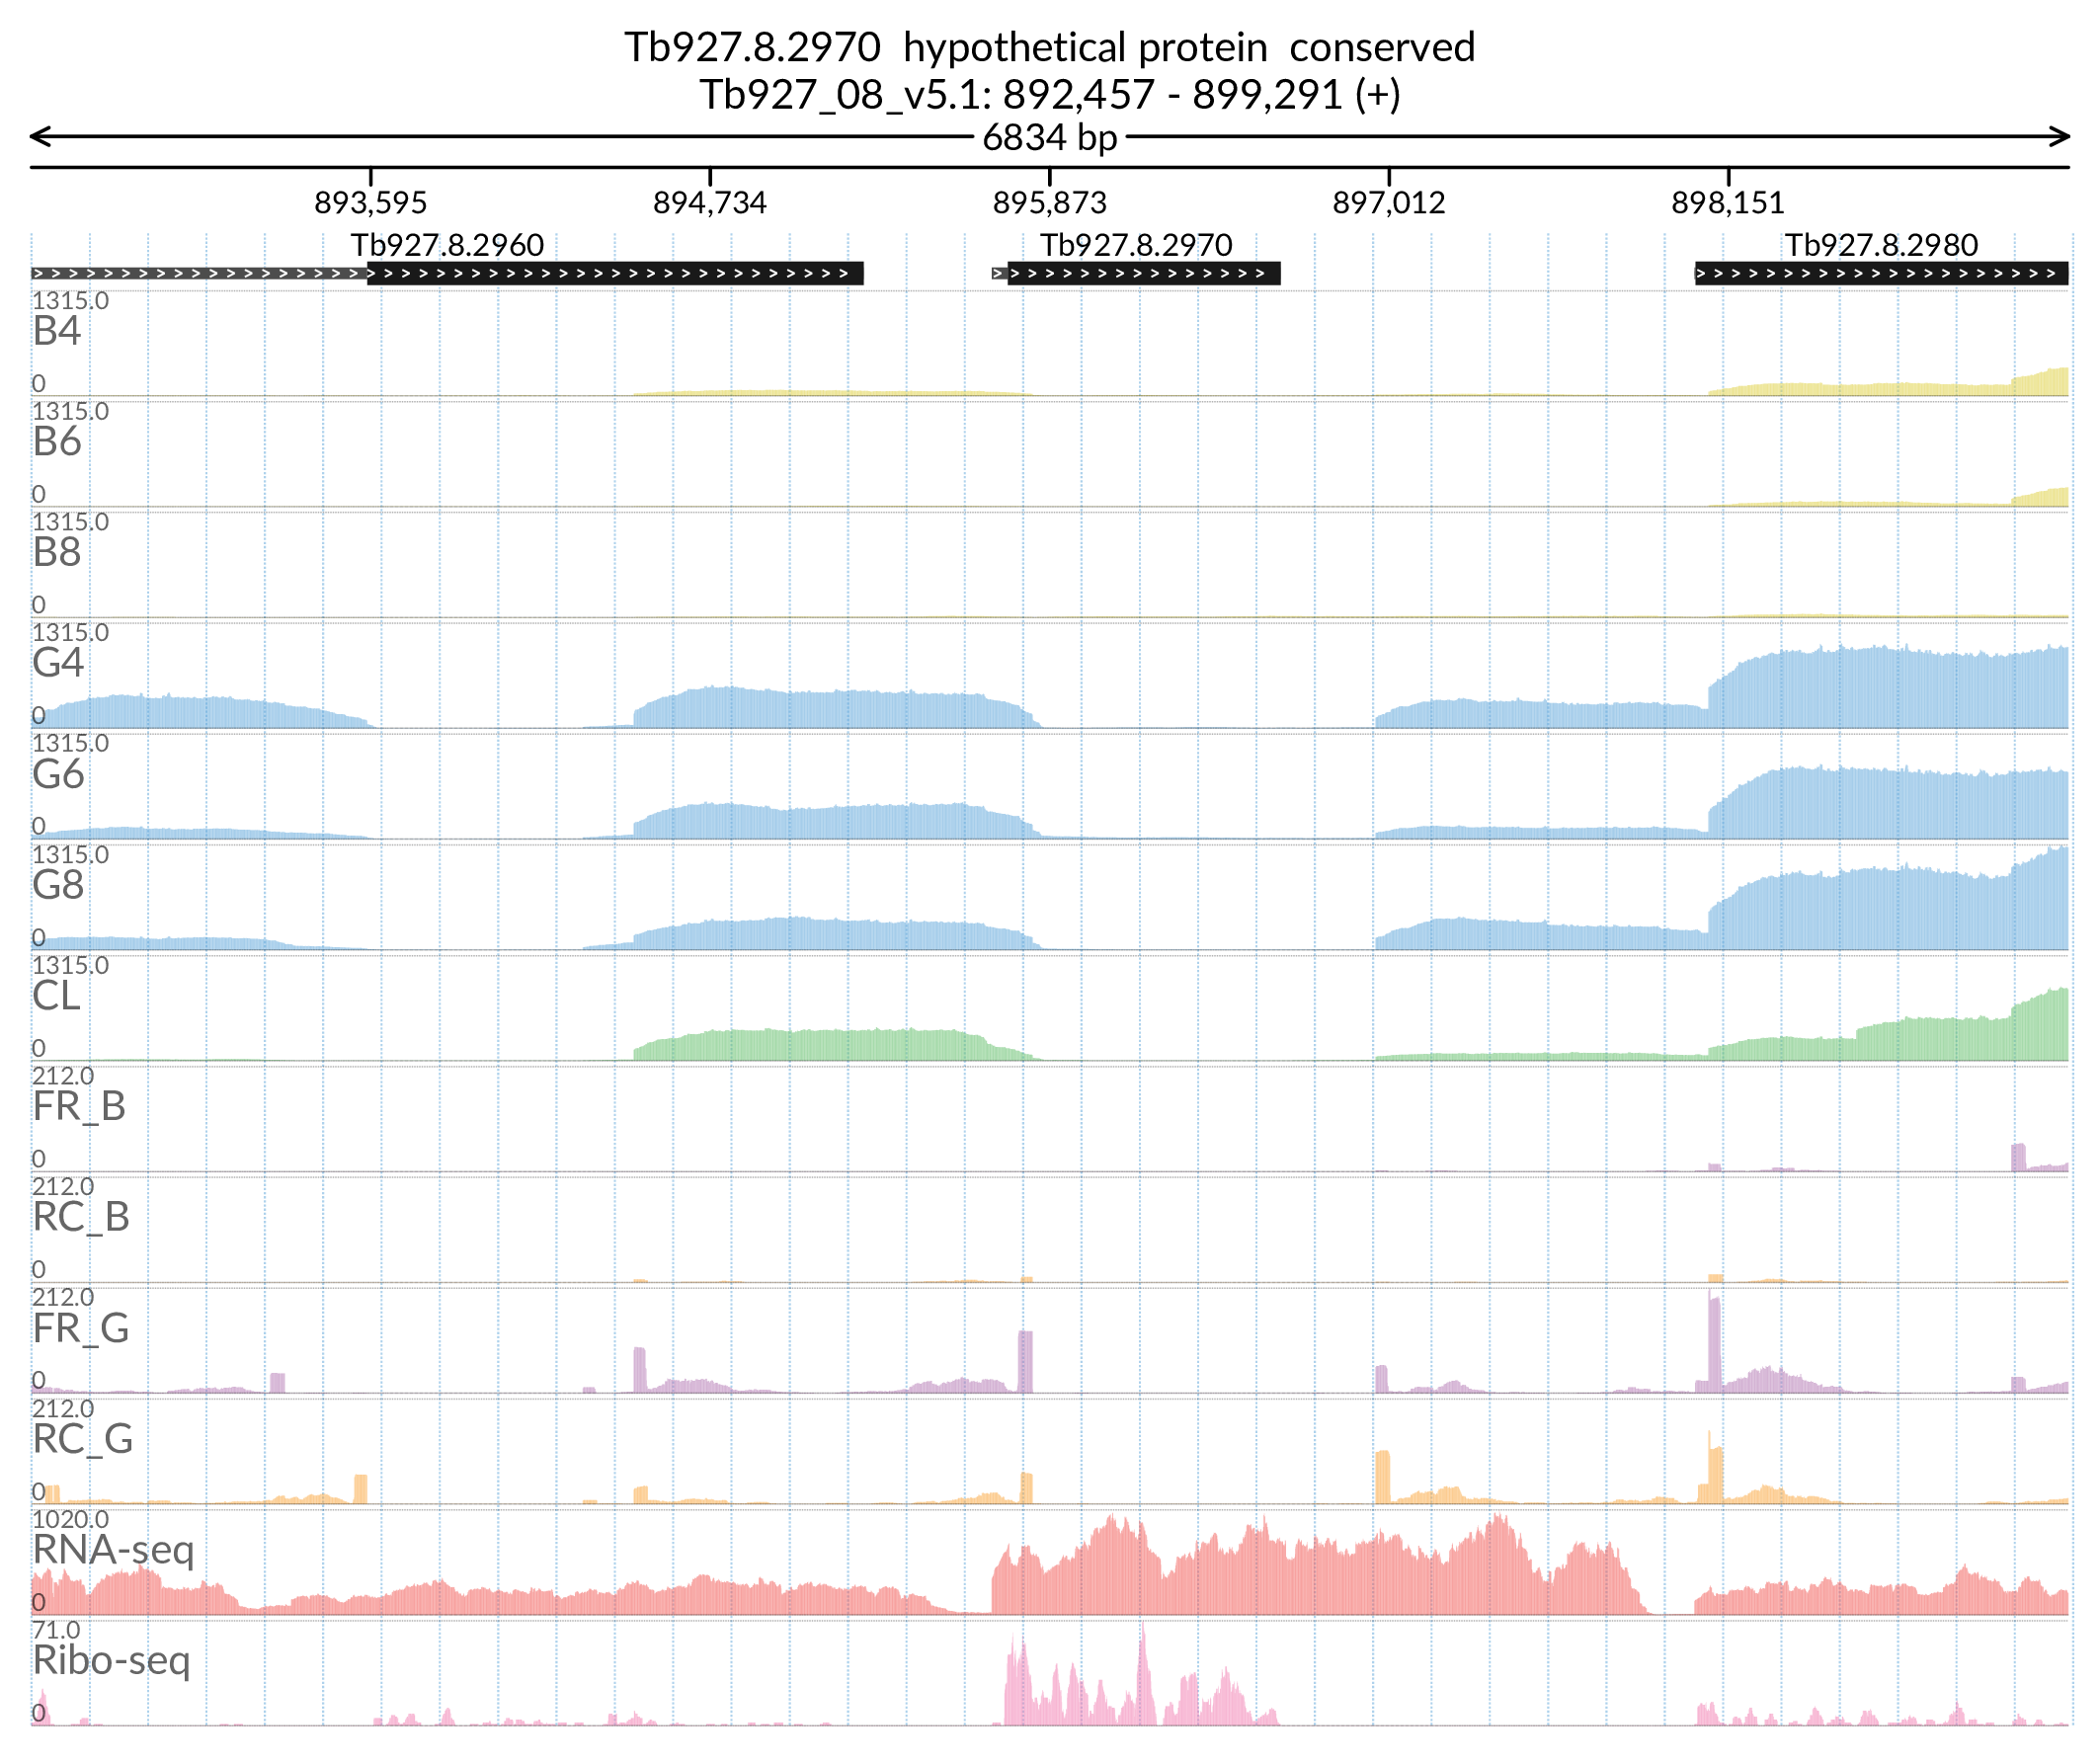 Tb927.8.2970 hypothetical protein conserved
Tb927_08_v5.1: 892,457 - 899,291 (+)
6834 bp
893,595 894,734 895,873 897,012 898,151
Tb927.8.2960 Tb927.8.2970 Tb927.8.2980
1315.0
B4
0
1315.0
B6
0
1315.0
B8
0
1315.0
G4
0
1315.0
G6
0
1315.0
G8
0
1315.0
CL
0
212.0
FR_B
0
212.0
RC_B
0
212.0
FR_G
0
212.0
RC_G
0
1020.0
RNA-seq
0
71.0
Ribo-seq
0